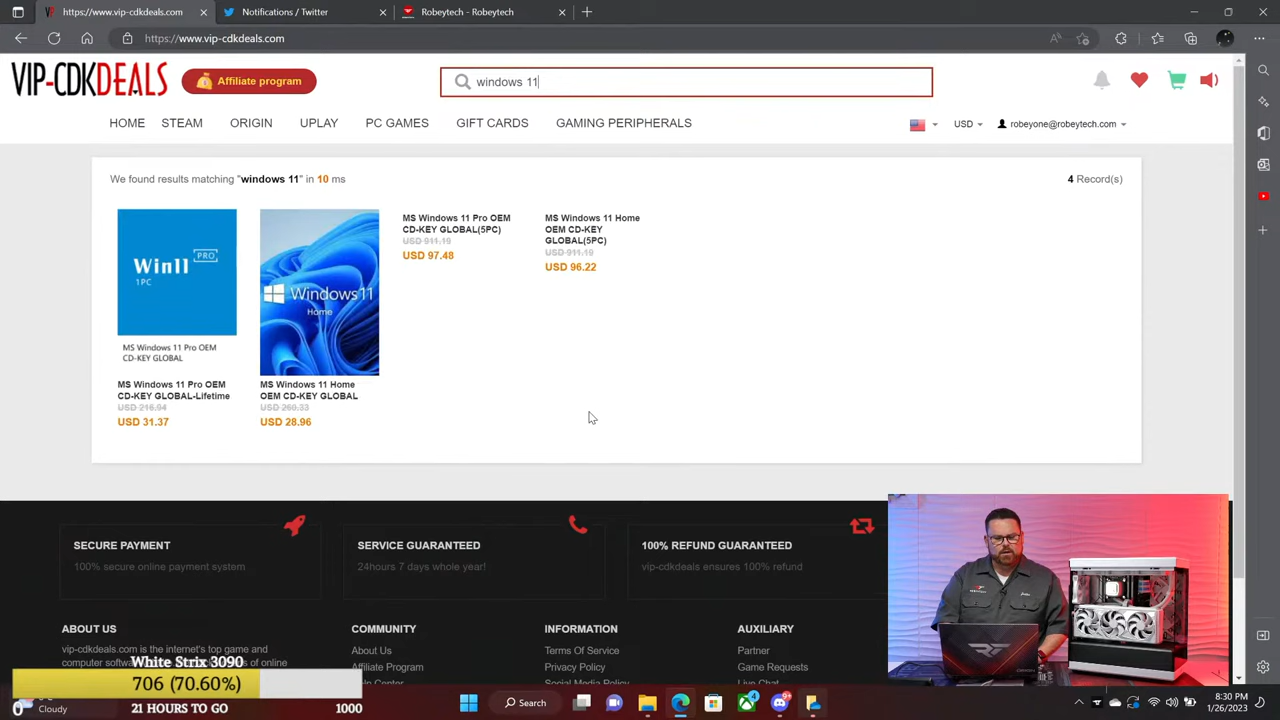 https://www.vip-cdkdeals.com
Notifications / Twitter
Robeytech - Robeytech
https://www.vip-cdkdeals.com
VIP-CDKDEALS
Affiliate program
windows 11
HOME
STEAM
ORIGIN
UPLAY
PC GAMES
GIFT CARDS
GAMING PERIPHERALS
USD
robeyone@robeytech.com
We found results matching "windows 11" in 10 ms
4 Record(s)
Win11 PRO
1PC
MS Windows 11 Pro OEM
CD-KEY GLOBAL
MS Windows 11 Pro OEM
CD-KEY GLOBAL-Lifetime
USD 216.94
USD 31.37
Windows 11
Home
MS Windows 11 Home
OEM CD-KEY GLOBAL
USD 260.33
USD 28.96
MS Windows 11 Pro OEM
CD-KEY GLOBAL(5PC)
USD 911.19
USD 97.48
MS Windows 11 Home
OEM CD-KEY
GLOBAL(5PC)
USD 911.19
USD 96.22
SECURE PAYMENT
100% secure online payment system
SERVICE GUARANTEED
24hours 7 days whole year!
100% REFUND GUARANTEED
vip-cdkdeals ensures 100% refund
ABOUT US
vip-cdkdeals.com is the internet's top game and
COMMUNITY
About Us
Affiliate Program
INFORMATION
Terms Of Service
Privacy Policy
AUXILIARY
Partner
Game Requests
White Strix 3090
706 (70.60%)
0
21 HOURS TO GO
1000
Cloudy
Search
8:30 PM
1/26/2023